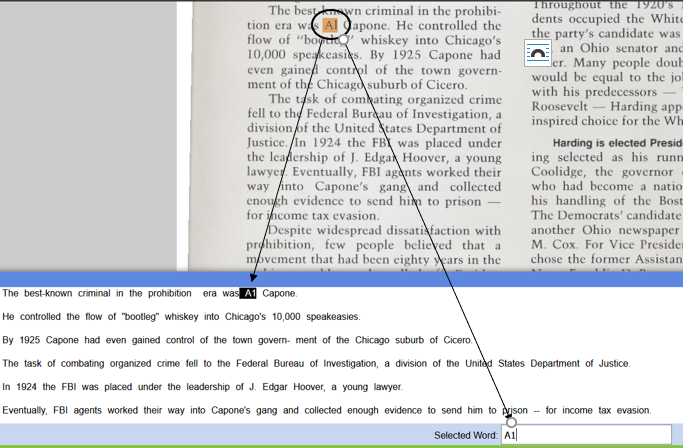 The best-known criminal in the prohibi-
tion era was Al Capone. He controlled the
flow of "bootleg" whiskey into Chicago's
10,000 speakeasies. By 1925 Capone had
even gained control of the town govern-
ment of the Chicago suburb of Cicero.
The task of combating organized crime
fell to the Federal Bureau of Investigation, a
division of the United States Department of
Justice. In 1924 the FBI was placed under
the leadership of J. Edgar Hoover, a young
lawyer. Eventually, FBI agents worked their
way into Capone's gang and collected
enough evidence to send him to prison —
for income tax evasion.
Despite widespread dissatisfaction with
prohibition, few people believed that a
movement that had been eighty years in the
Throughout the 1920's
dents occupied the White
the party's candidate was
an Ohio senator and
Many people doub
would be equal to the jo
with his predecessors —
Roosevelt — Harding app
inspired choice for the Wh
Harding is elected Presid
ing selected as his runn
Coolidge, the governor
who had become a natio
his handling of the Bost
The Democrats' candidate
another Ohio newspaper
M. Cox. For Vice Preside
chose the former Assistan
The best-known criminal in the prohibition era was A1 Capone.
He controlled the flow of "bootleg" whiskey into Chicago's 10,000 speakeasies.
By 1925 Capone had even gained control of the town govern- ment of the Chicago suburb of Cicero.
The task of combating organized crime fell to the Federal Bureau of Investigation, a division of the United States Department of Justice.
In 1924 the FBI was placed under the leadership of J. Edgar Hoover, a young lawyer.
Eventually, FBI agents worked their way into Capone's gang and collected enough evidence to send him to prison -- for income tax evasion.
Selected Word: A1